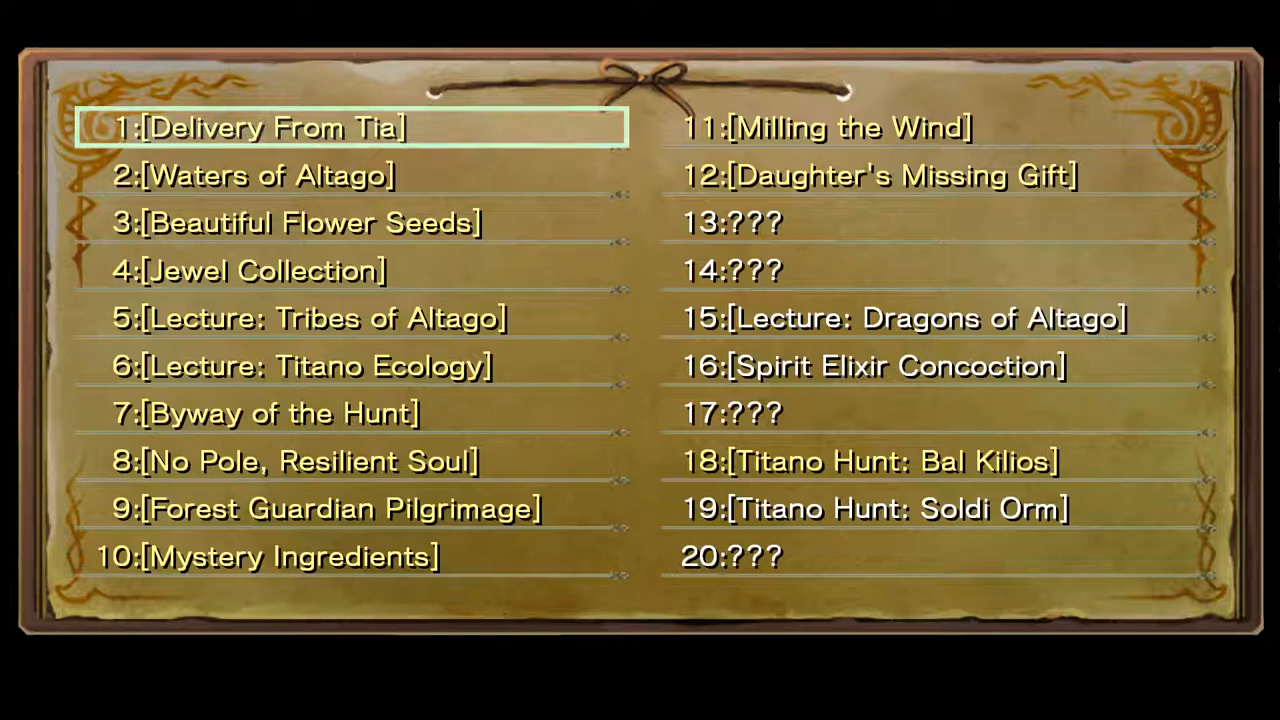 1:[Delivery From Tia]
2:[Waters of Altago]
3:[Beautiful Flower Seeds]
4:[Jewel Collection]
5:[Lecture: Tribes of Altago]
6:[Lecture: Titano Ecology]
7:[Byway of the Hunt]
8:[No Pole, Resilient Soul]
9:[Forest Guardian Pilgrimage]
10:[Mystery Ingredients]
11:[Milling the Wind]
12:[Daughter's Missing Gift]
13:???
14:???
15:[Lecture: Dragons of Altago]
16:[Spirit Elixir Concoction]
17:???
18:[Titano Hunt: Bal Kilios]
19:[Titano Hunt: Soldi Orm]
20:???